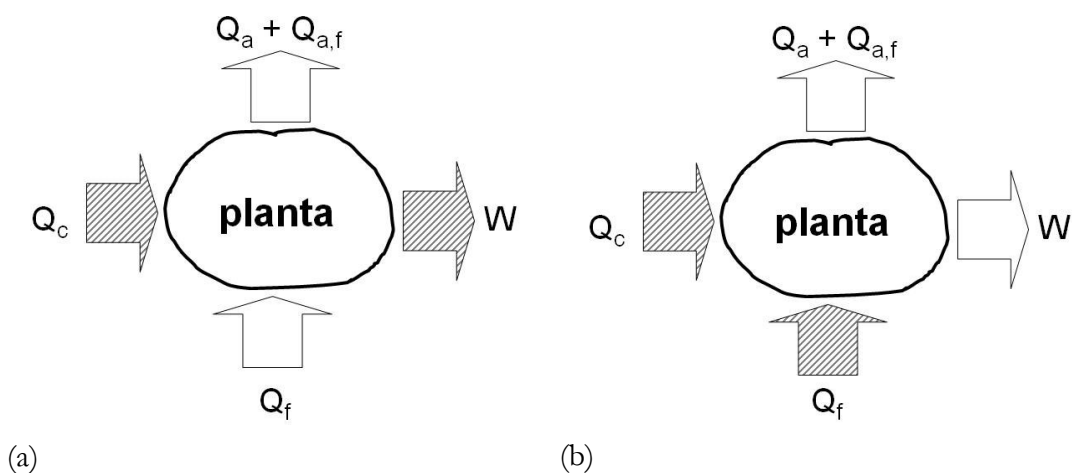 Qa + Qa,f
Qc
planta
W
Qf
(a)
Qa + Qa,f
Qc
planta
W
Qf
(b)